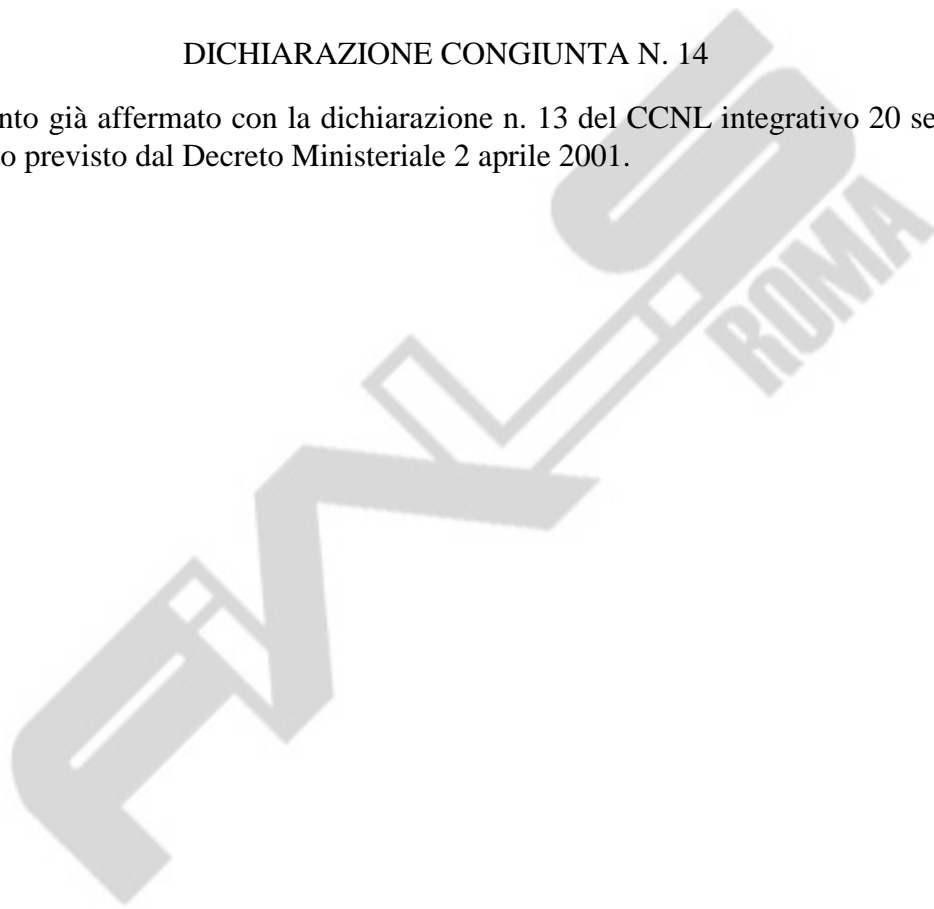 DICHIARAZIONE CONGIUNTA N. 14
nto già affermato con la dichiarazione n. 13 del CCNL integrativo 20 se
o previsto dal Decreto Ministeriale 2 aprile 2001.
FIALS
ROMA